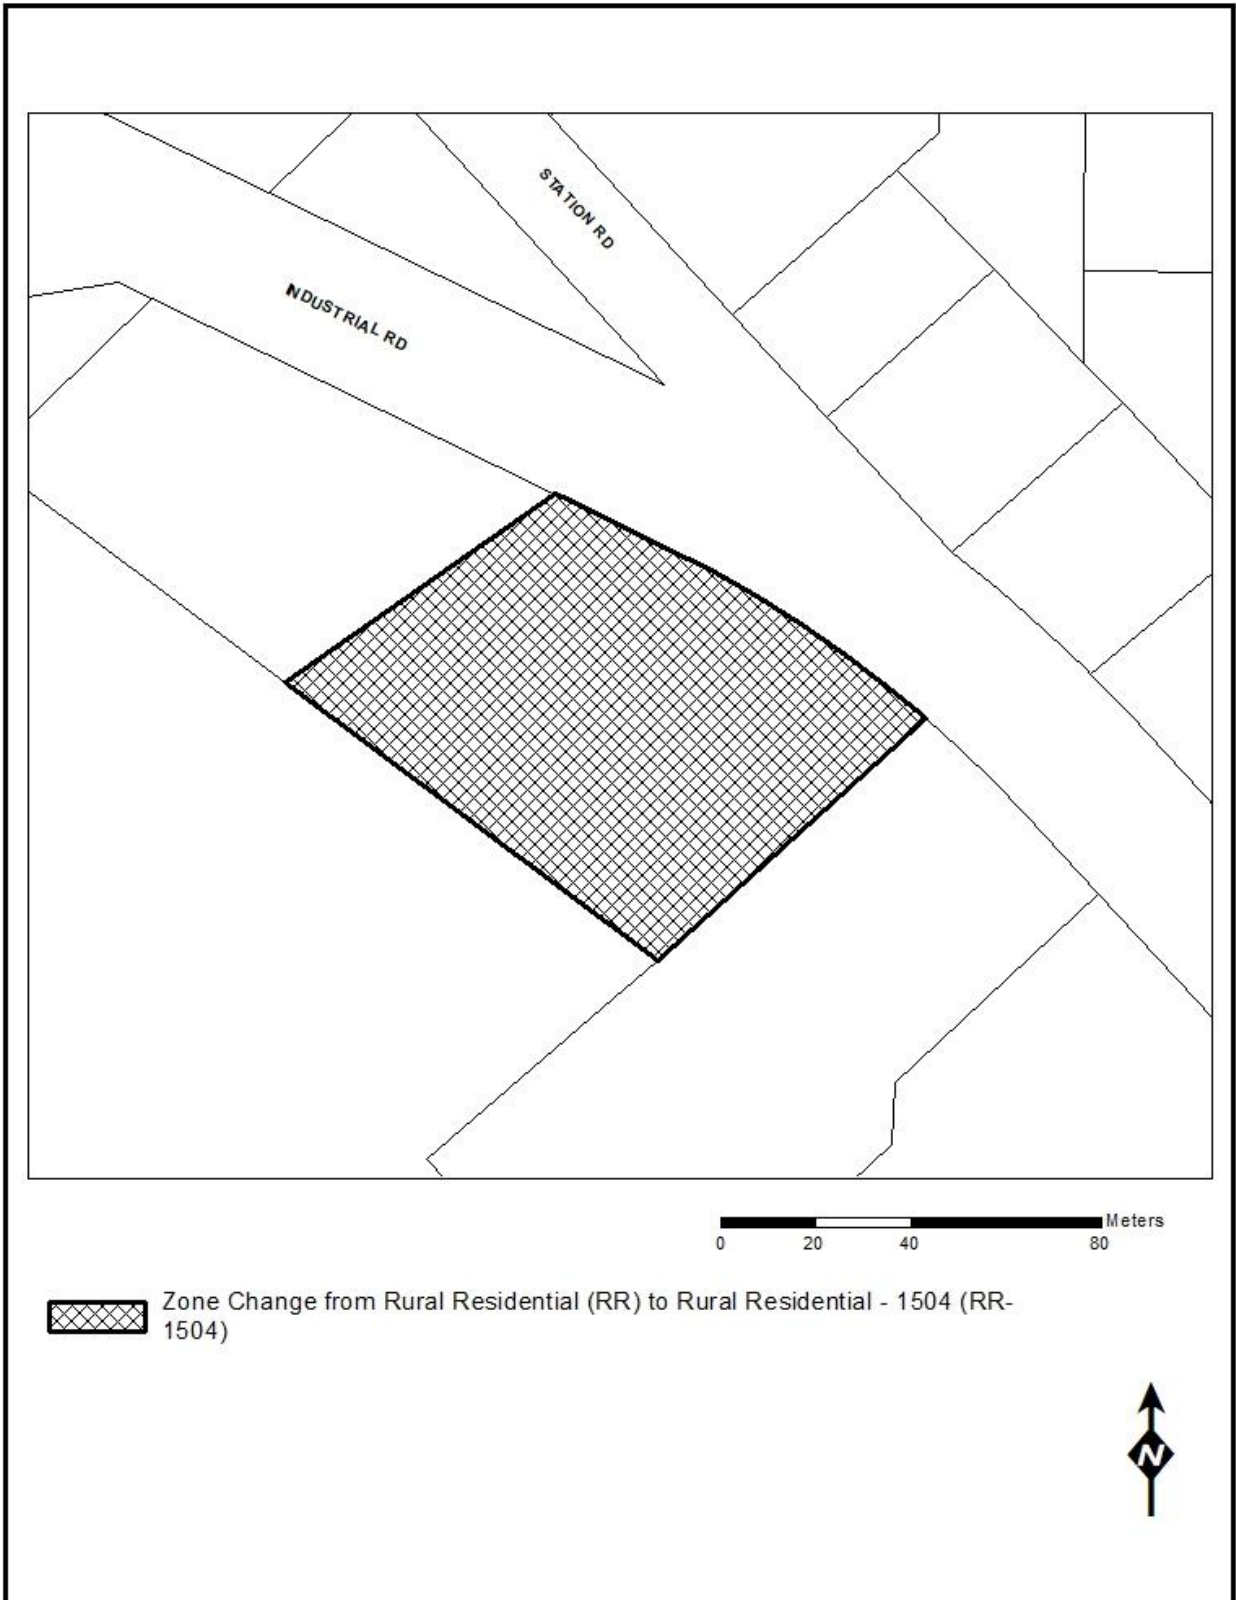 STATION RD
INDUSTRIAL RD
Meters
0 20 40 80
Zone Change from Rural Residential (RR) to Rural Residential - 1504 (RR-
1504)
N